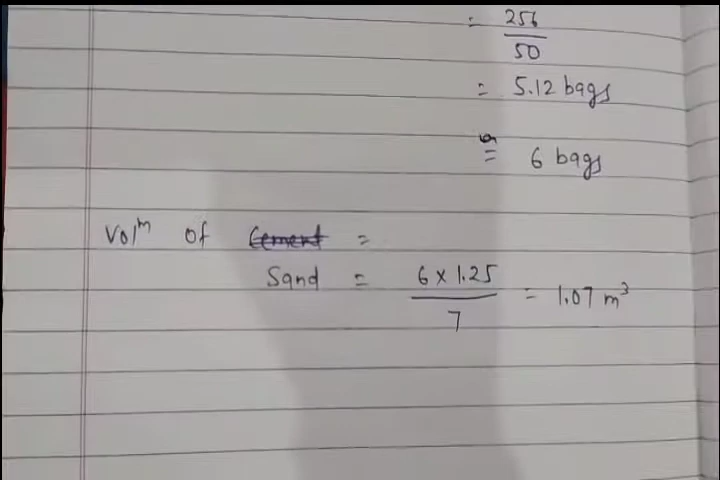 = 256
50
= 5.12 bags
≅ 6 bags
Vol^m of Cement =
Sand = 6 x 1.25 / 7 = 1.07 m³